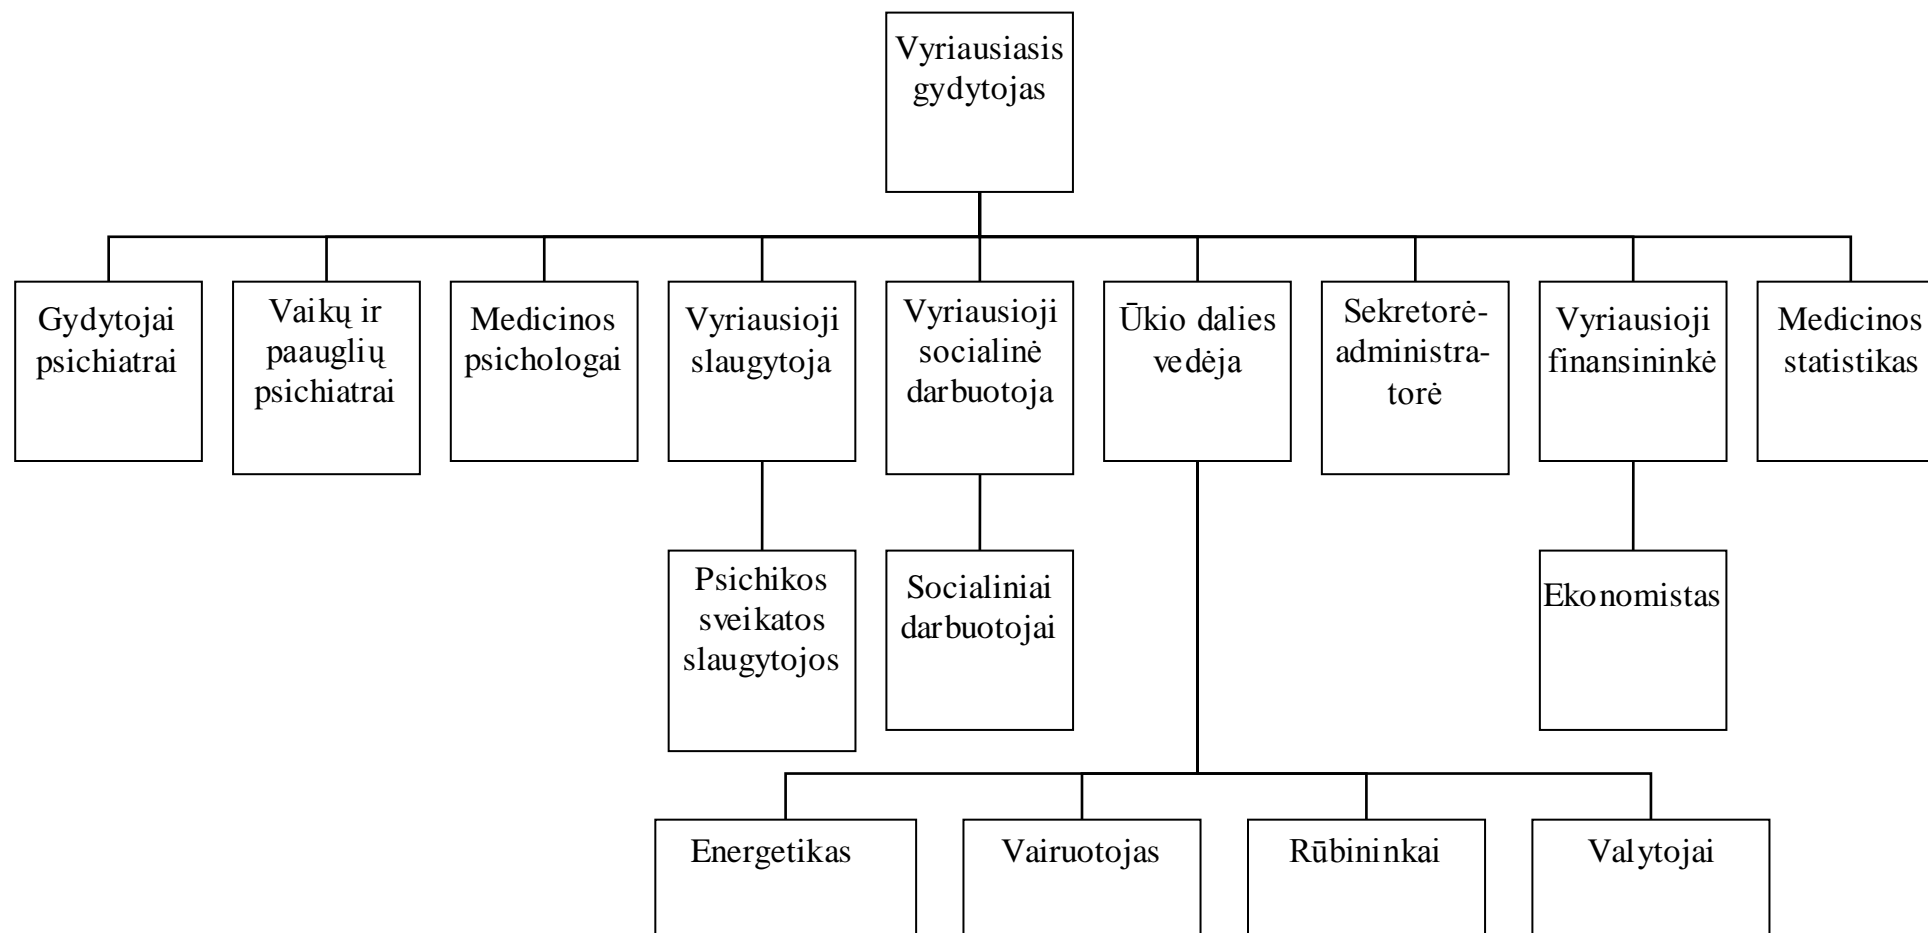 Vyriausiasis
gydytojas
Gydytojai
psichiatrai
Vaikų ir
paauglių
psichiatrai
Medicinos
psichologai
Vyriausioji
slaugytoja
Vyriausioji
socialinė
darbuotoja
Ūkio dalies
vedėja
Sekretorė-
administra-
torė
Vyriausioji
finansininkė
Medicinos
statistikas
Psichikos
sveikatos
slaugytojos
Socialiniai
darbuotojai
Ekonomistas
Energetikas
Vairuotojas
Rūbininkai
Valytojai